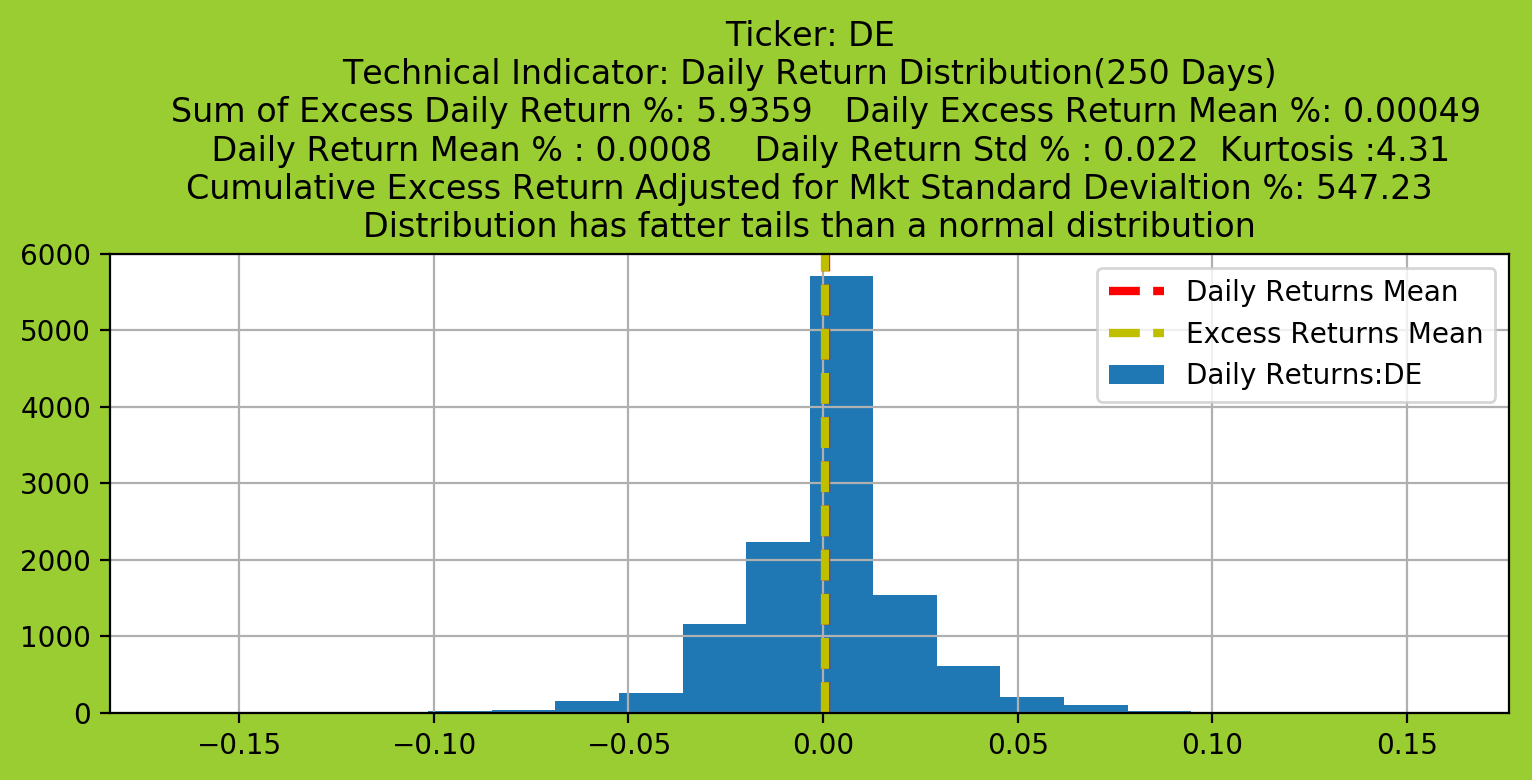 Ticker: DE
Technical Indicator: Daily Return Distribution(250 Days)
Sum of Excess Daily Return %: 5.9359   Daily Excess Return Mean %: 0.00049
Daily Return Mean % : 0.0008    Daily Return Std % : 0.022  Kurtosis :4.31
Cumulative Excess Return Adjusted for Mkt Standard Devialtion %: 547.23
Distribution has fatter tails than a normal distribution
6000
5000
4000
3000
2000
1000
0
Daily Returns Mean
Excess Returns Mean
Daily Returns:DE
−0.15 −0.10 −0.05 0.00 0.05 0.10 0.15